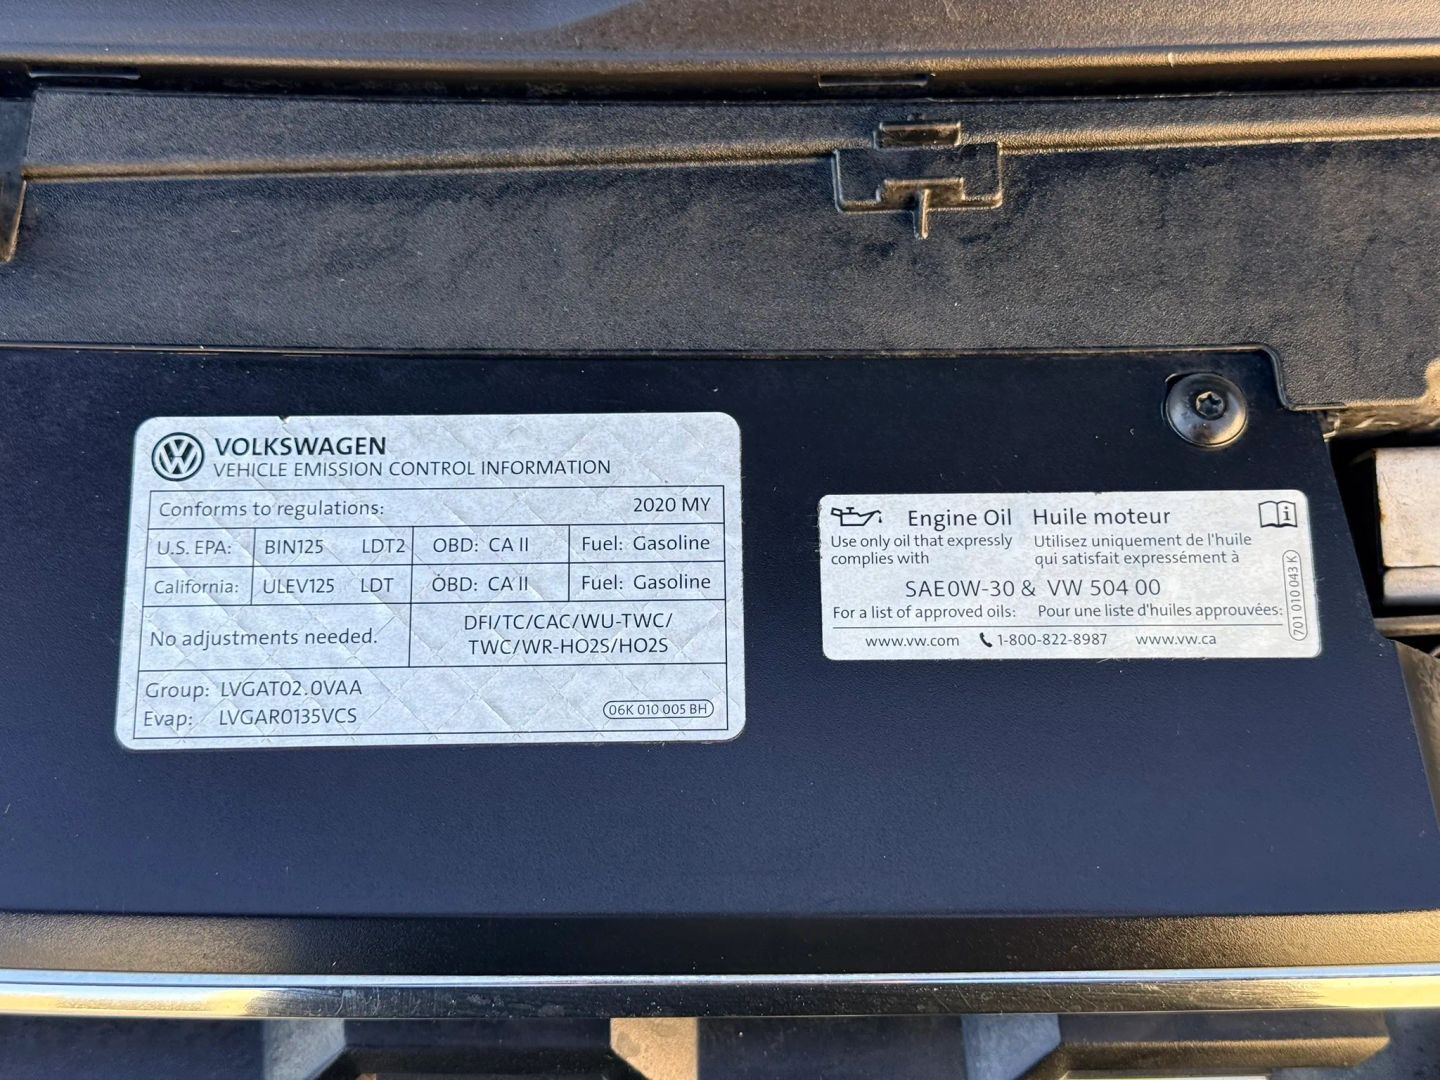 VOLKSWAGEN
VEHICLE EMISSION CONTROL INFORMATION
Conforms to regulations: 2020 MY
U.S. EPA: BIN125 LDT2 OBD: CA II Fuel: Gasoline
California: ULEV125 LDT OBD: CA II Fuel: Gasoline
No adjustments needed.
DFI/TC/CAC/WU-TWC/
TWC/WR-HO2S/HO2S
Group: LVGAT02.0VAA
Evap: LVGAR0135VCS
06K 010 005 BH
Engine Oil Huile moteur
Use only oil that expressly
complies with
Utilisez uniquement de l'huile
qui satisfait expressément à
SAE0W-30 & VW 504 00
For a list of approved oils: Pour une liste d'huiles approuvées:
www.vw.com 1-800-822-8987 www.vw.ca
701 010 043 K